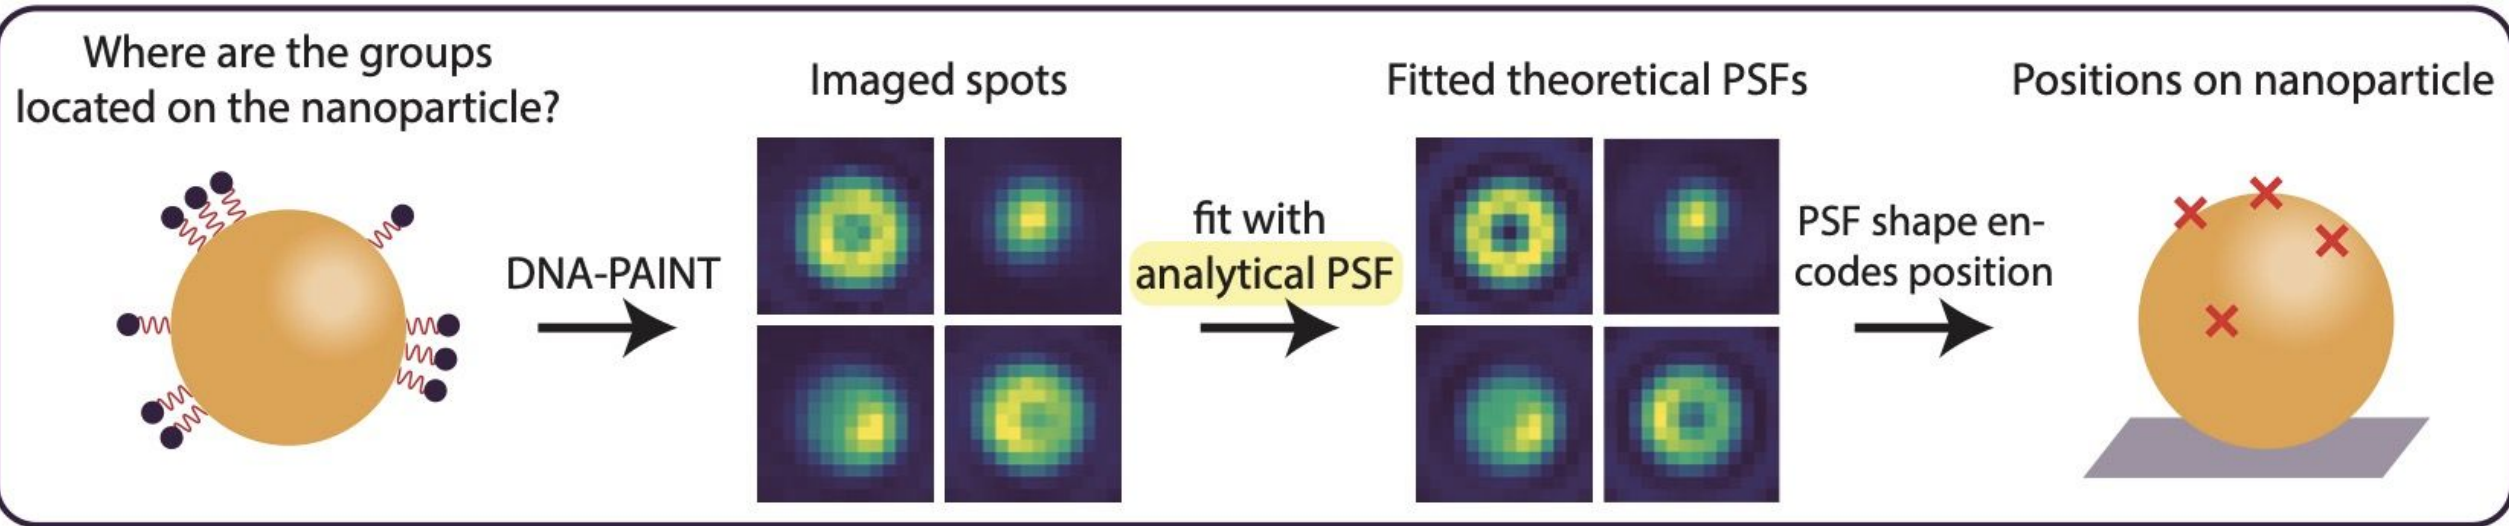 Where are the groups
located on the nanoparticle?
DNA-PAINT
Imaged spots
fit with
analytical PSF
Fitted theoretical PSFs
PSF shape en-
codes position
Positions on nanoparticle